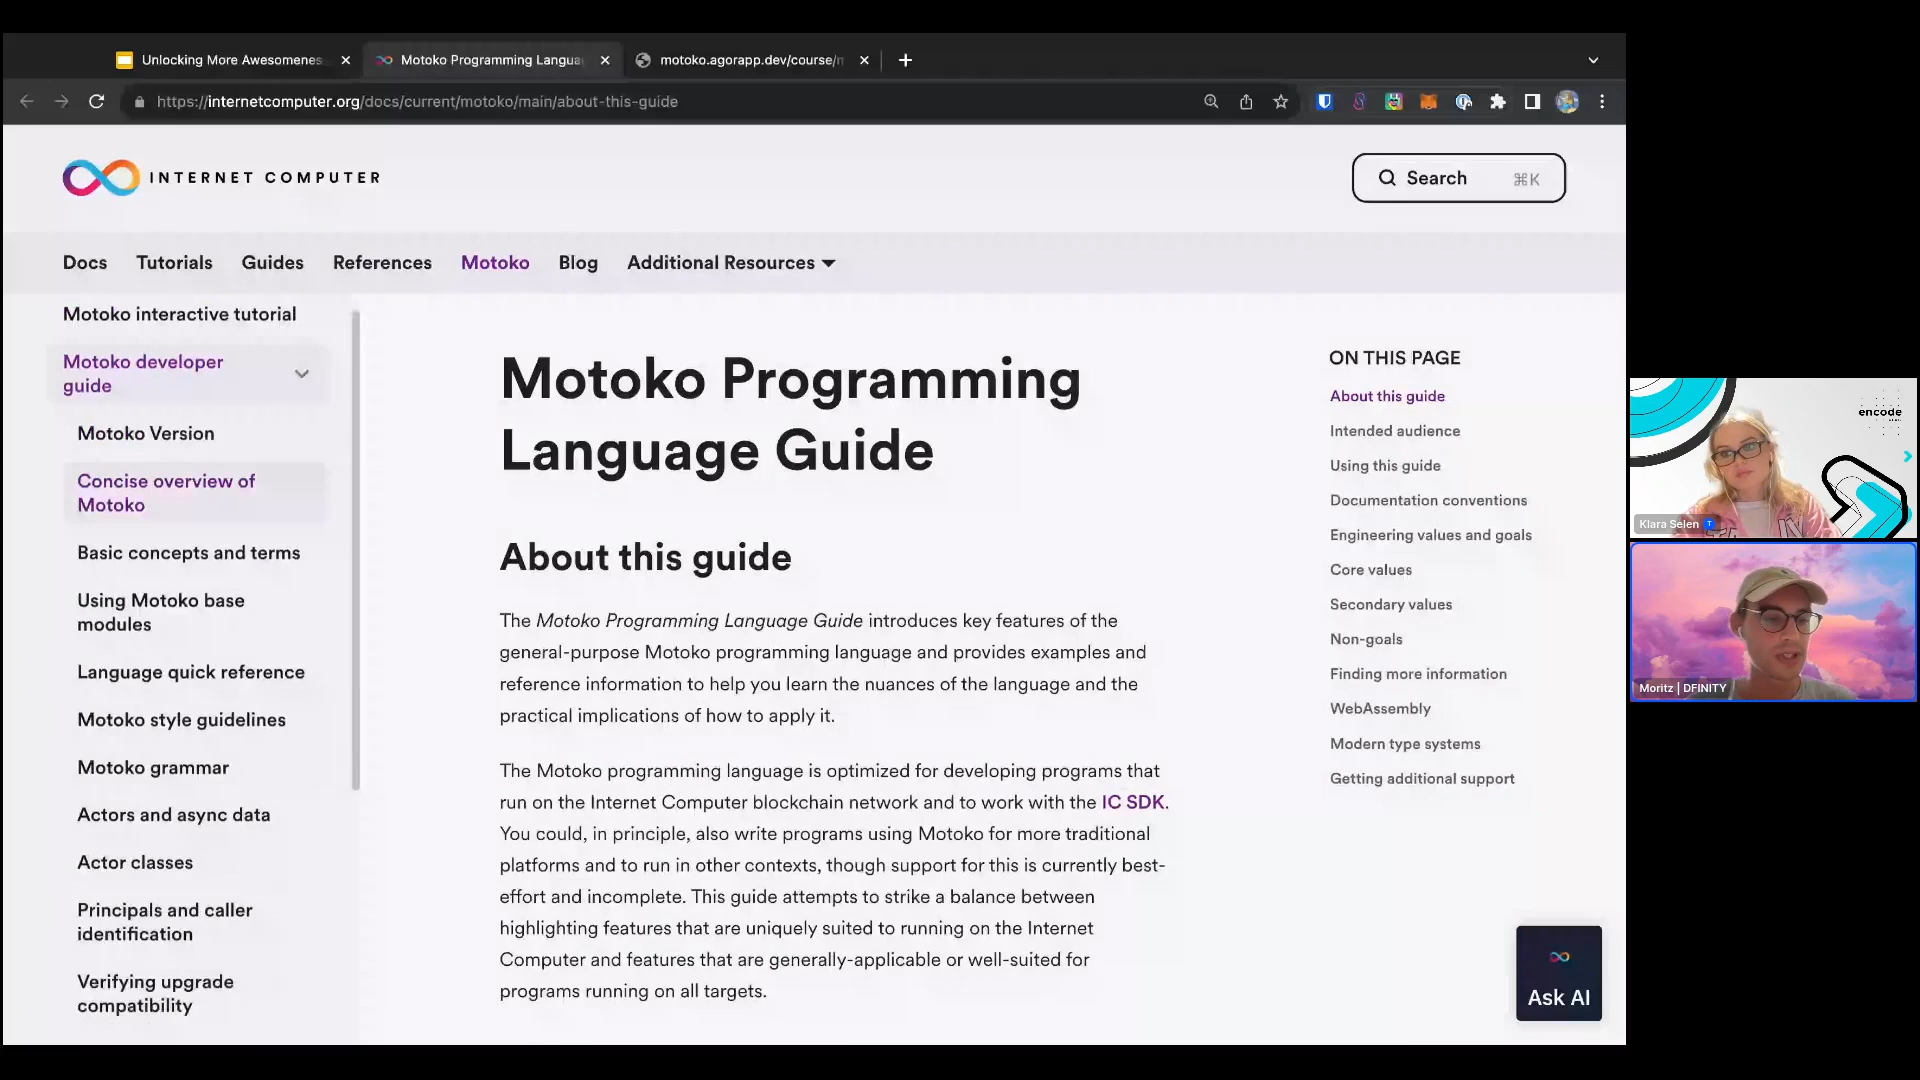 Unlocking More Awesomenes
Motoko Programming Langua
motoko.agorapp.dev/course/m
https://internetcomputer.org/docs/current/motoko/main/about-this-guide
INTERNET COMPUTER
Search ⌘K
Docs Tutorials Guides References Motoko Blog Additional Resources
Motoko interactive tutorial
Motoko developer
guide
Motoko Version
Concise overview of
Motoko
Basic concepts and terms
Using Motoko base
modules
Language quick reference
Motoko style guidelines
Motoko grammar
Actors and async data
Actor classes
Principals and caller
identification
Verifying upgrade
compatibility
Motoko Programming
Language Guide
About this guide
The Motoko Programming Language Guide introduces key features of the
general-purpose Motoko programming language and provides examples and
reference information to help you learn the nuances of the language and the
practical implications of how to apply it.
The Motoko programming language is optimized for developing programs that
run on the Internet Computer blockchain network and to work with the IC SDK.
You could, in principle, also write programs using Motoko for more traditional
platforms and to run in other contexts, though support for this is currently best-
effort and incomplete. This guide attempts to strike a balance between
highlighting features that are uniquely suited to running on the Internet
Computer and features that are generally-applicable or well-suited for
programs running on all targets.
ON THIS PAGE
About this guide
Intended audience
Using this guide
Documentation conventions
Engineering values and goals
Core values
Secondary values
Non-goals
Finding more information
WebAssembly
Modern type systems
Getting additional support
Ask AI
encode
Klara Selen
Moritz | DFINITY